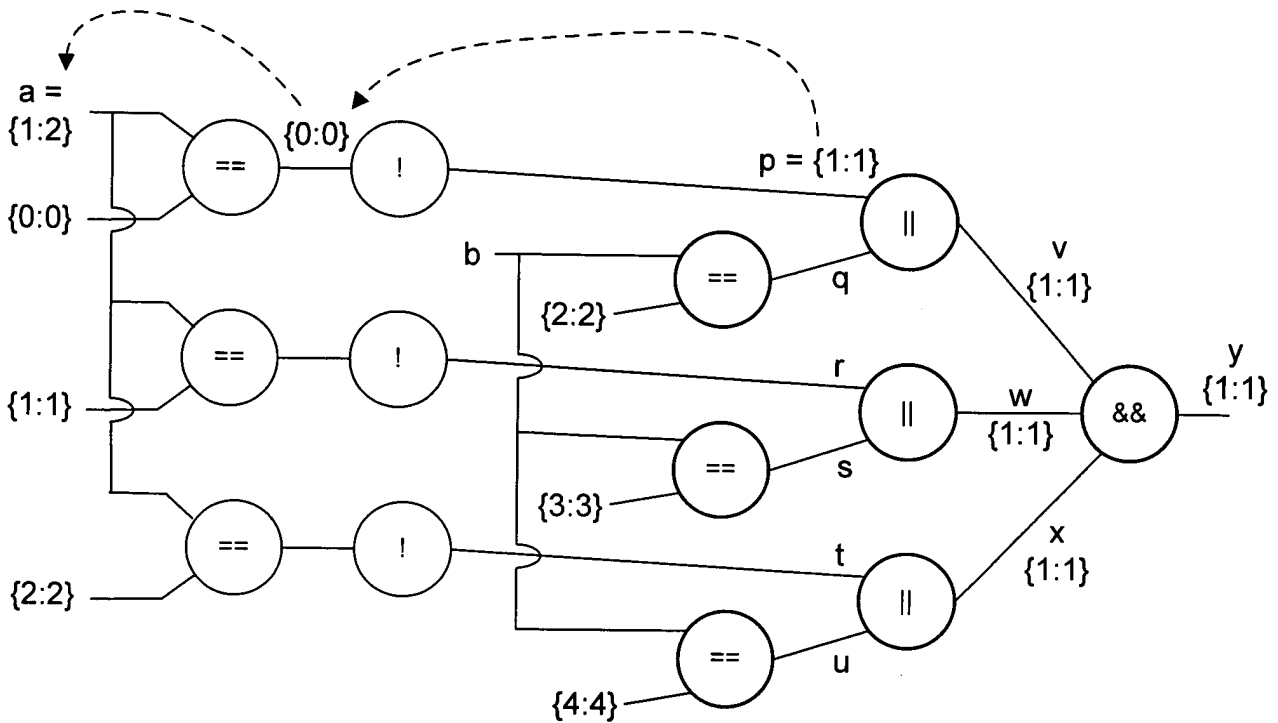 a =
{1:2}
==
{0:0}
!
p = {1:1}
||
{0:0}
b
==
q
v
{1:1}
{2:2}
==
!
r
||
w
{1:1}
&&
y
{1:1}
{1:1}
==
s
{3:3}
==
!
t
||
x
{1:1}
{2:2}
==
u
{4:4}